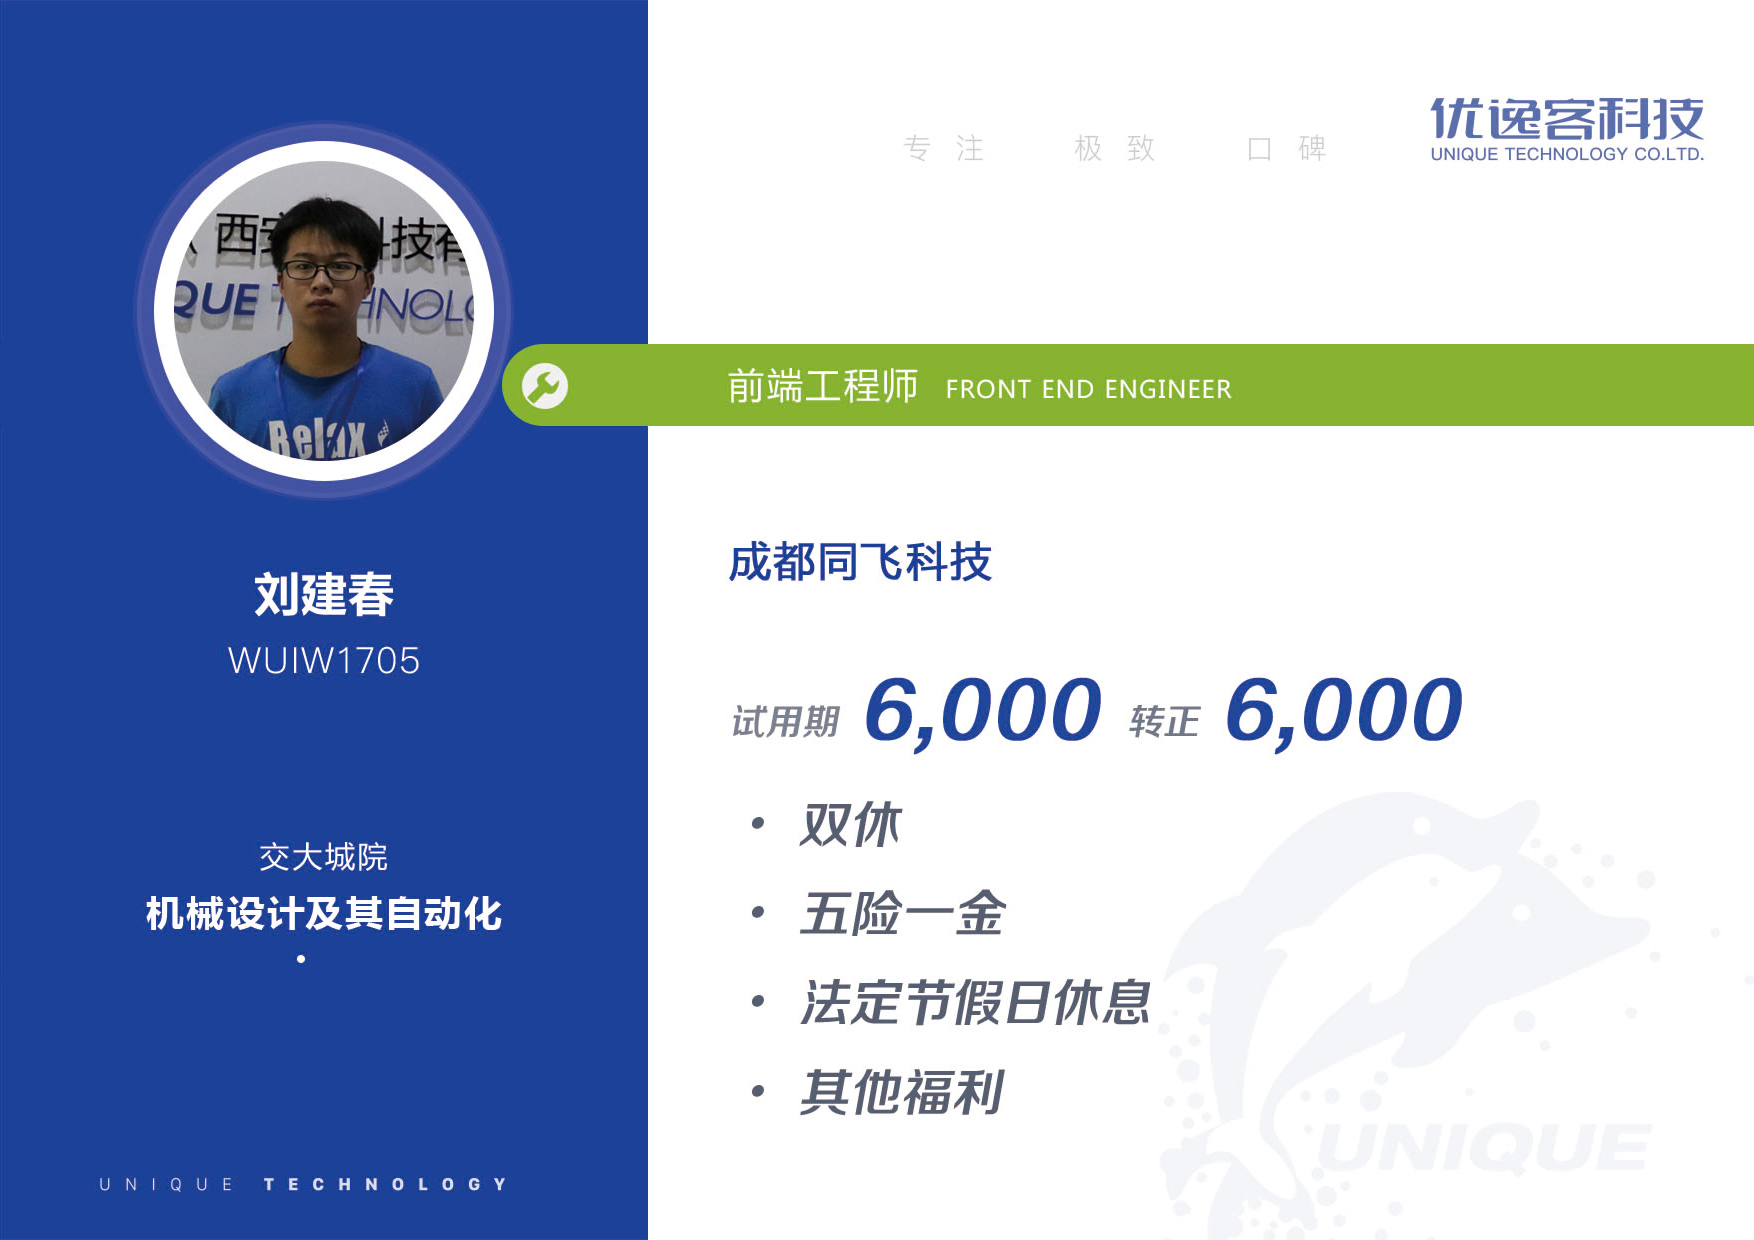 西安 科技有
QUE TECHNOLO
Relax
刘建春
WUIW1705
交大城院
机械设计及其自动化
UNIQUE TECHNOLOGY
专注 极致 口碑
优逸客科技
UNIQUE TECHNOLOGY CO.LTD.
前端工程师 FRONT END ENGINEER
成都同飞科技
试用期 6,000 转正 6,000
• 双休
• 五险一金
• 法定节假日休息
• 其他福利
UNIQUE